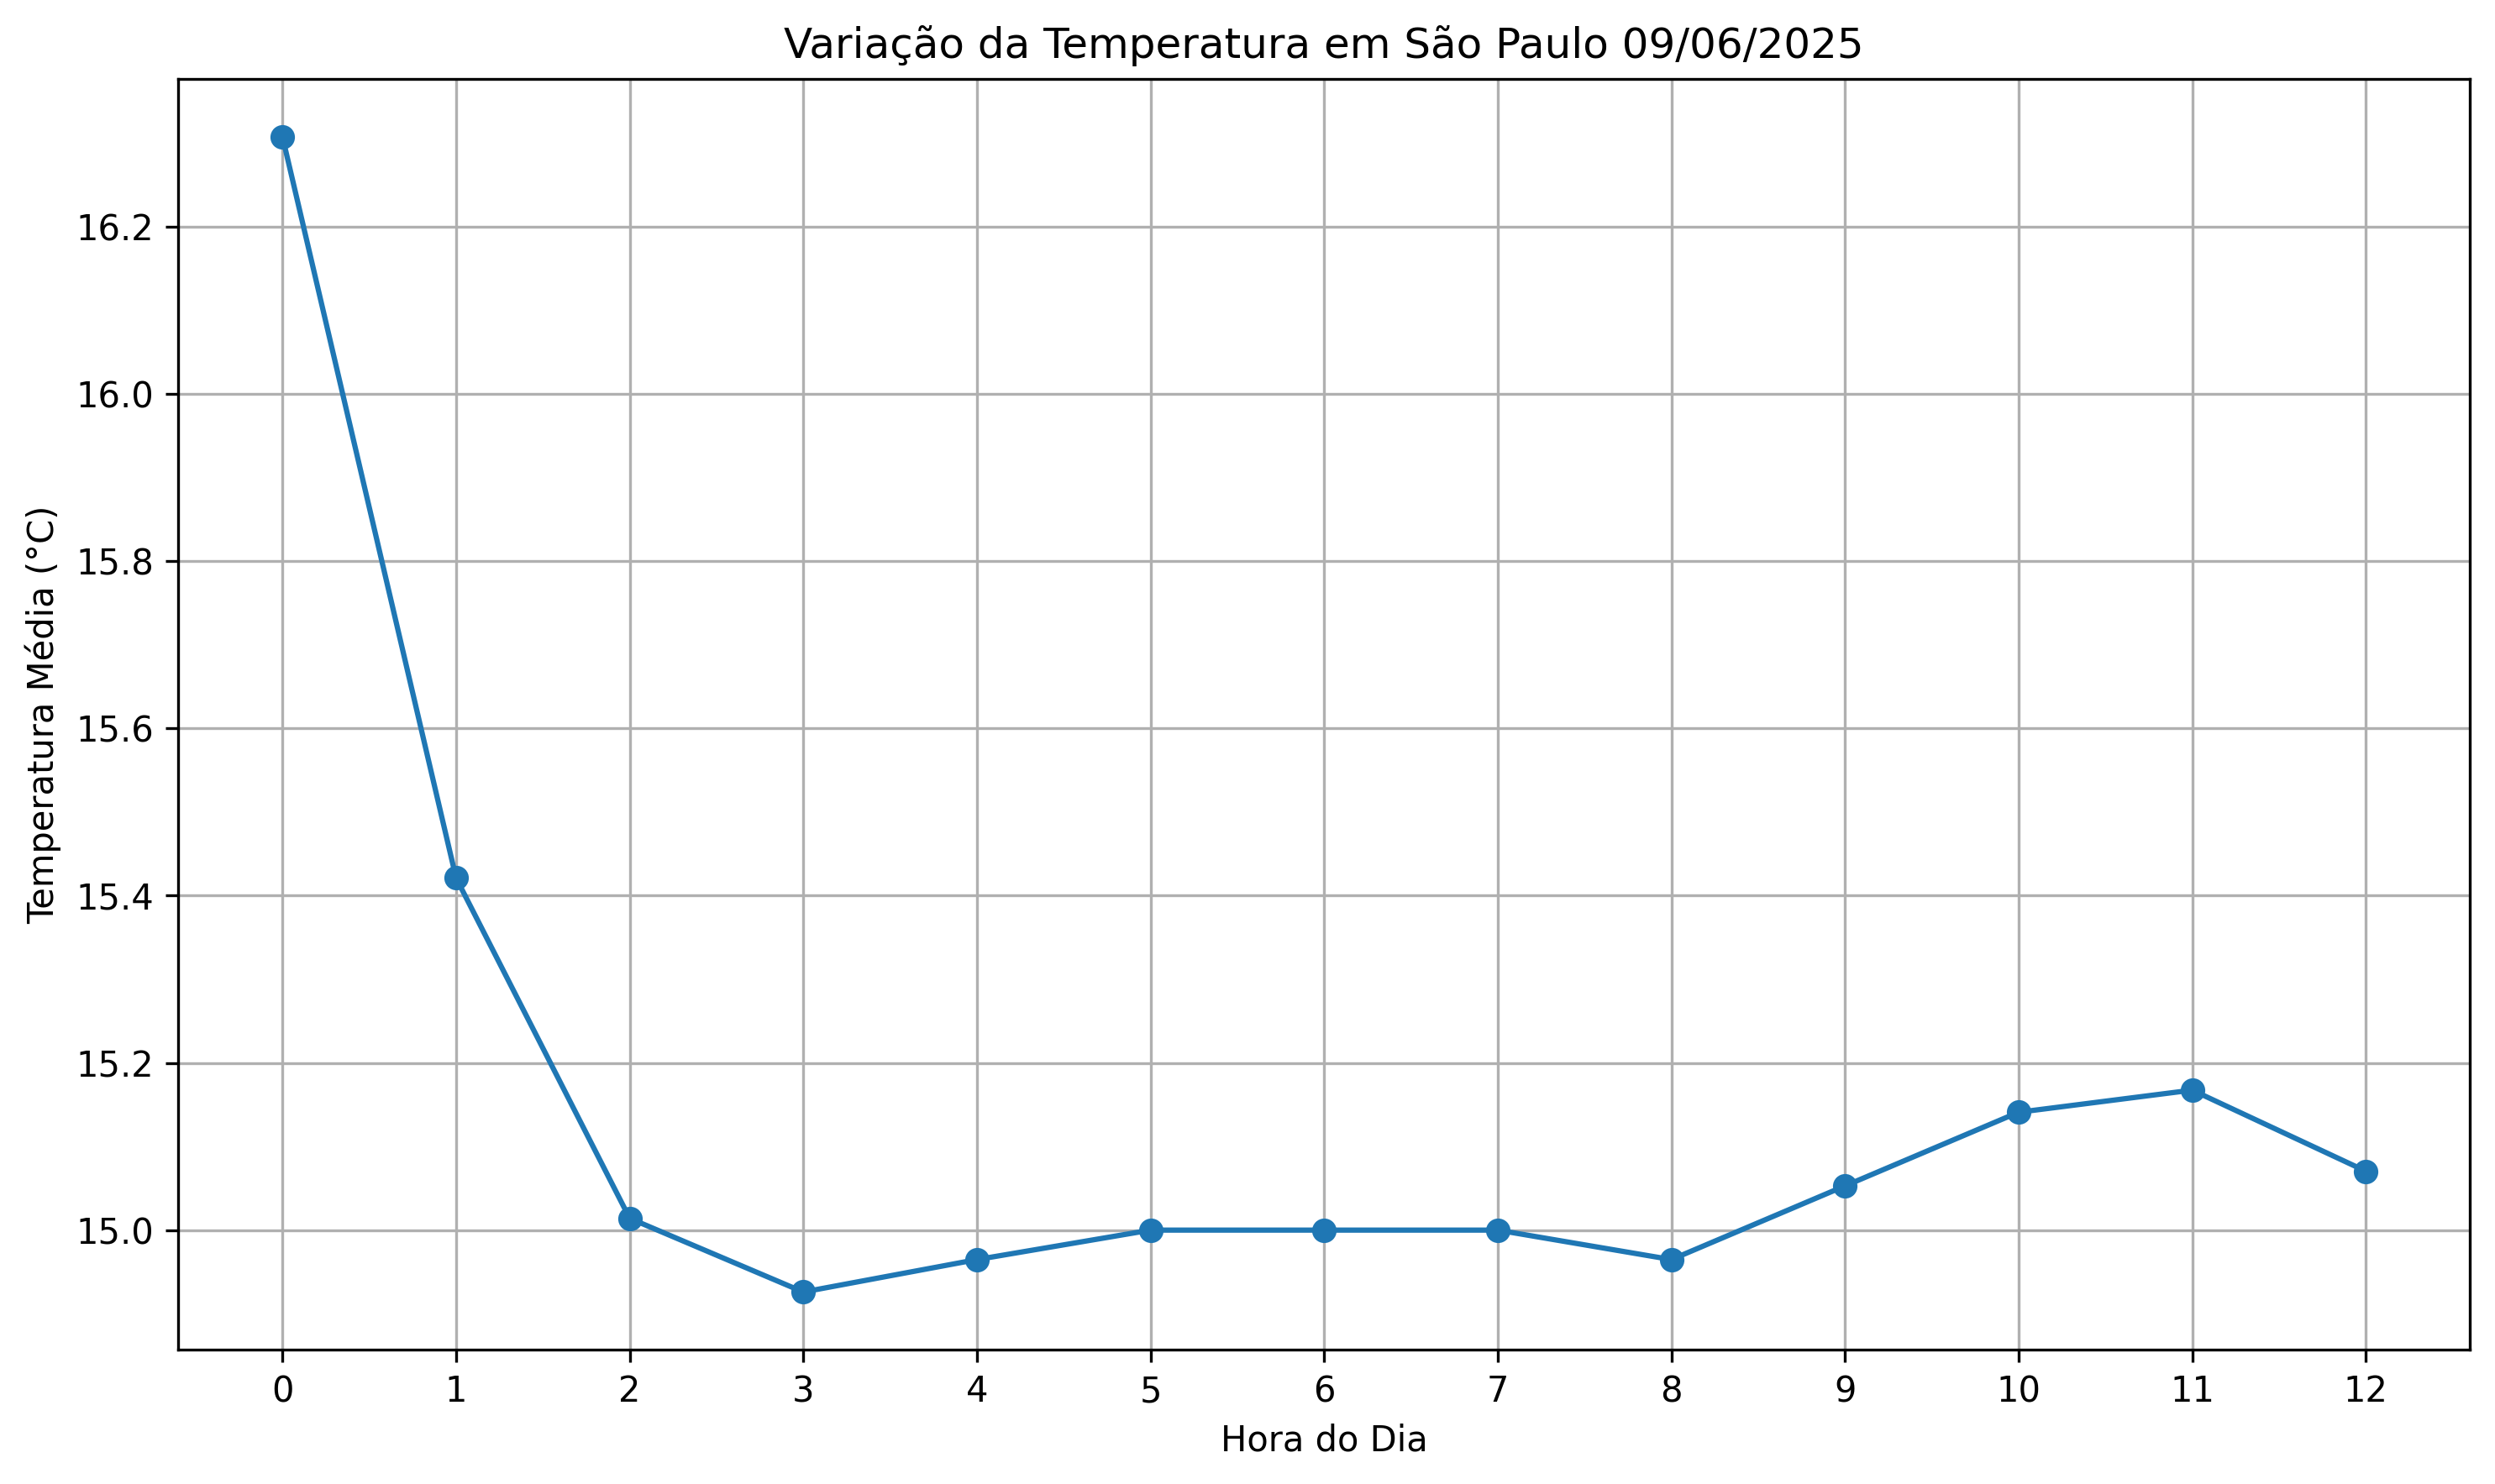 Variação da Temperatura em São Paulo 09/06/2025
Temperatura Média (°C)
16.2
16.0
15.8
15.6
15.4
15.2
15.0
0 1 2 3 4 5 6 7 8 9 10 11 12
Hora do Dia